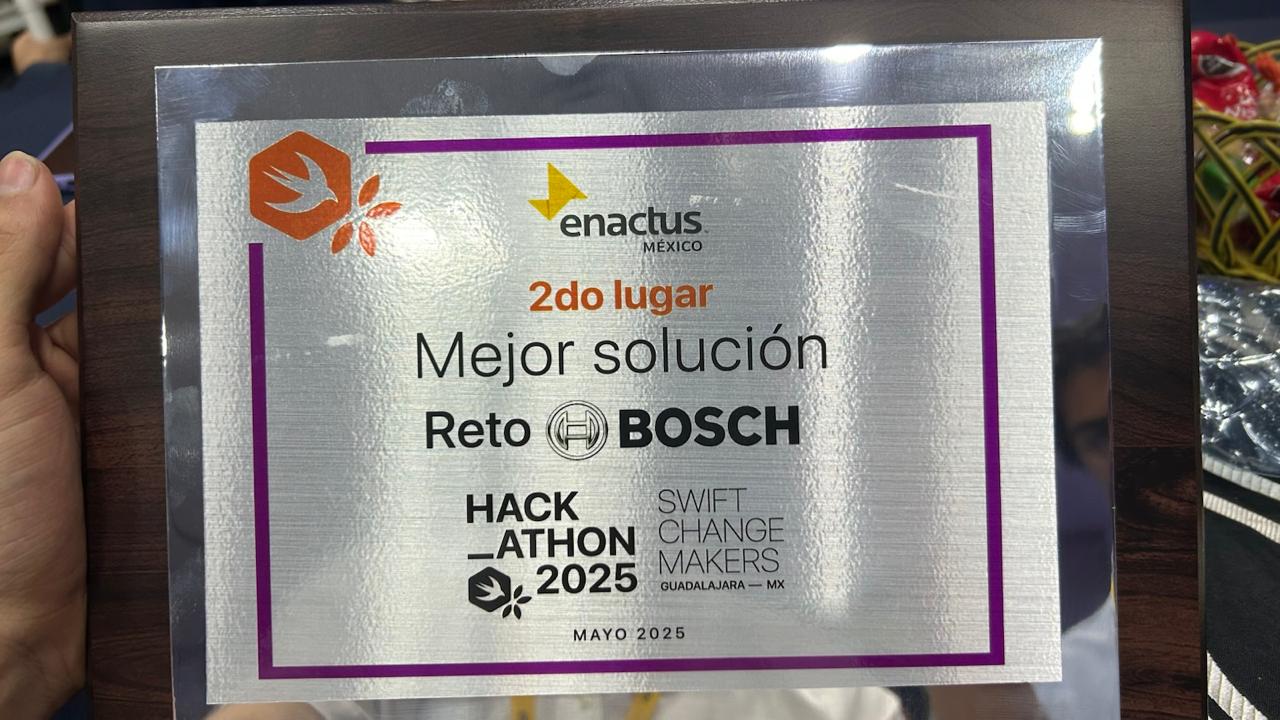 enactus
MÉXICO
2do lugar
Mejor solución
Reto BOSCH
HACK
_ATHON
2025
SWIFT
CHANGE
MAKERS
GUADALAJARA — MX
MAYO 2025